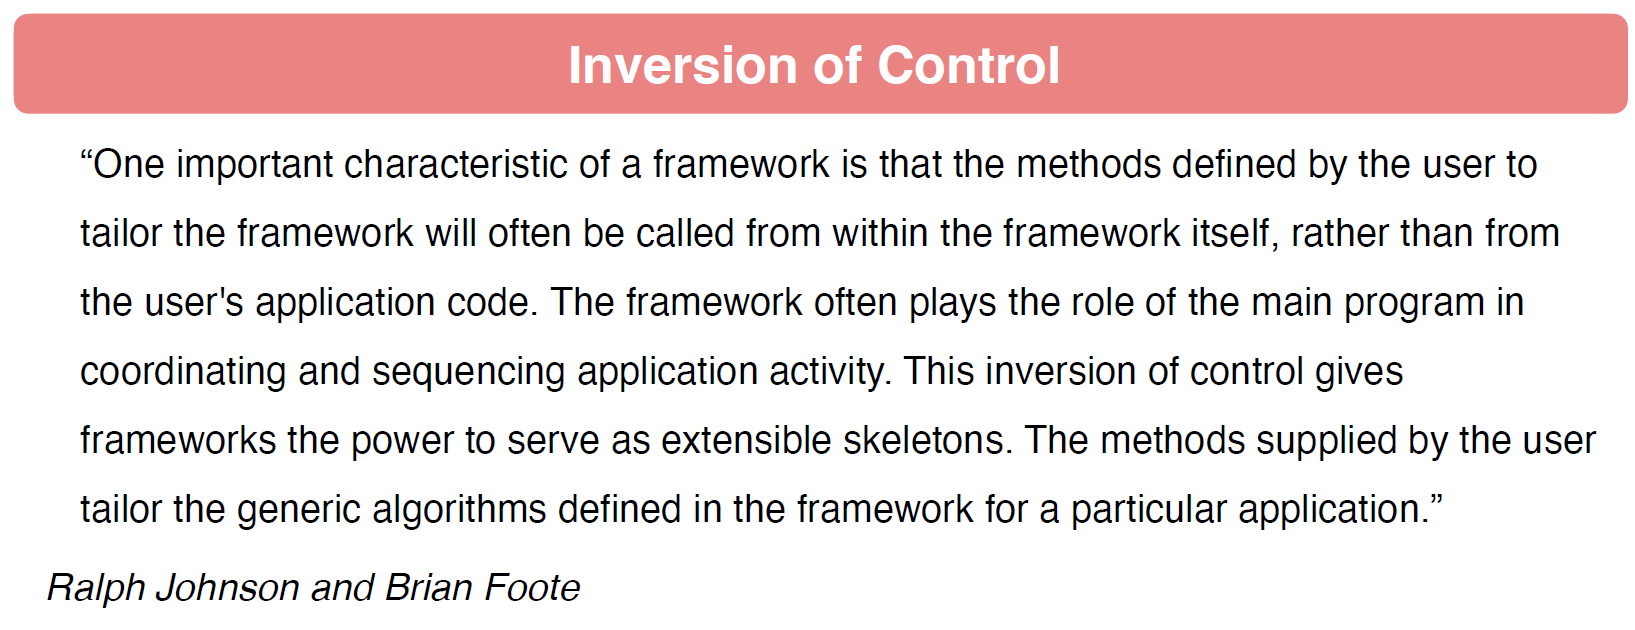 Inversion of Control
“One important characteristic of a framework is that the methods defined by the user to
tailor the framework will often be called from within the framework itself, rather than from
the user's application code. The framework often plays the role of the main program in
coordinating and sequencing application activity. This inversion of control gives
frameworks the power to serve as extensible skeletons. The methods supplied by the user
tailor the generic algorithms defined in the framework for a particular application.”
Ralph Johnson and Brian Foote